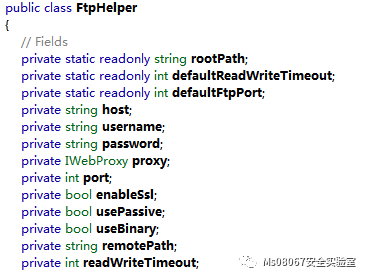 public class FtpHelper
{
// Fields
private static readonly string rootPath;
private static readonly int defaultReadWriteTimeout;
private static readonly int defaultFtpPort;
private string host;
private string username;
private string password;
private IWebProxy proxy;
private int port;
private bool enableSsl;
private bool usePassive;
private bool useBinary;
private string remotePath;
private int readWriteTimeout;
Ms08067安全实验室